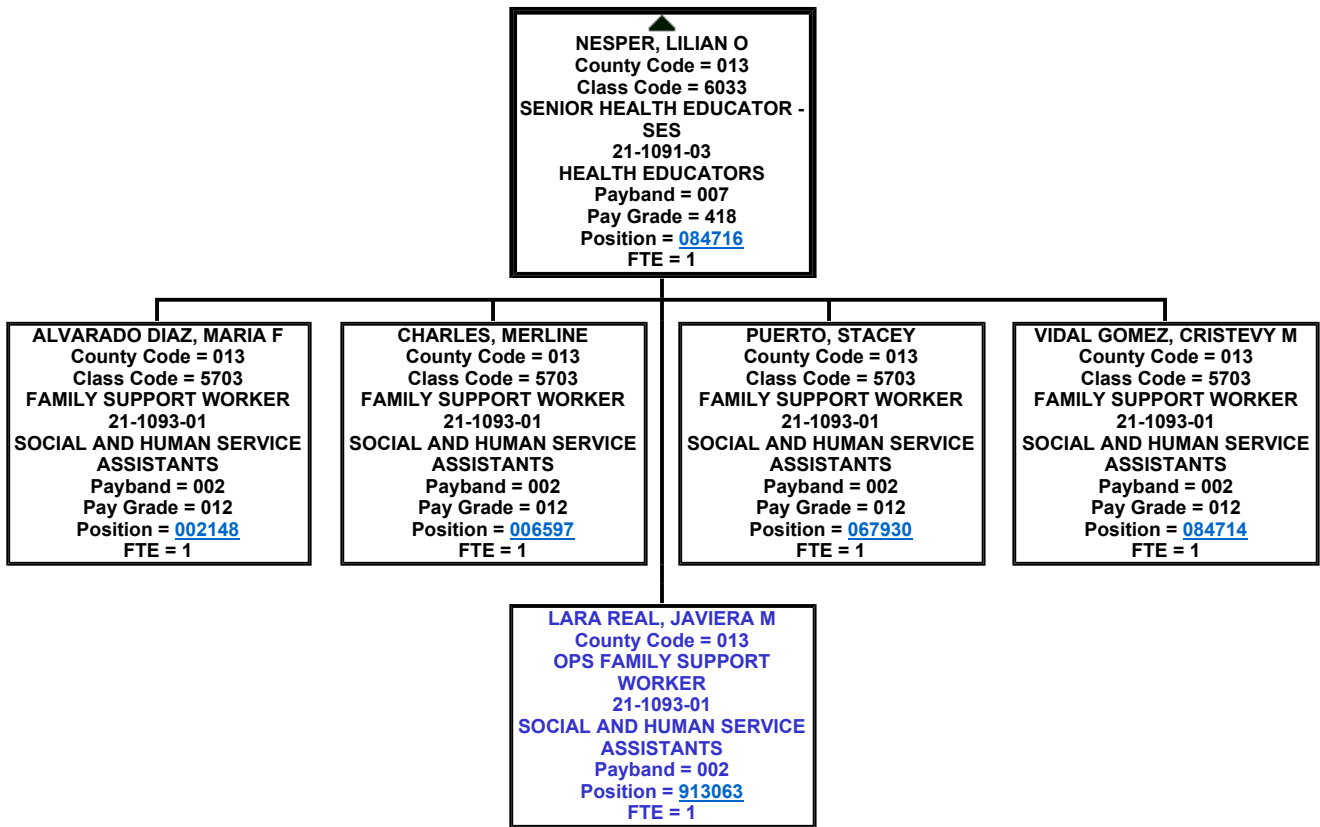 NESPER, LILIAN O
County Code = 013
Class Code = 6033
SENIOR HEALTH EDUCATOR -
SES
21-1091-03
HEALTH EDUCATORS
Payband = 007
Pay Grade = 418
Position = 084716
FTE = 1
ALVARADO DIAZ, MARIA F
County Code = 013
Class Code = 5703
FAMILY SUPPORT WORKER
21-1093-01
SOCIAL AND HUMAN SERVICE
ASSISTANTS
Payband = 002
Pay Grade = 012
Position = 002148
FTE = 1
CHARLES, MERLINE
County Code = 013
Class Code = 5703
FAMILY SUPPORT WORKER
21-1093-01
SOCIAL AND HUMAN SERVICE
ASSISTANTS
Payband = 002
Pay Grade = 012
Position = 006597
FTE = 1
PUERTO, STACEY
County Code = 013
Class Code = 5703
FAMILY SUPPORT WORKER
21-1093-01
SOCIAL AND HUMAN SERVICE
ASSISTANTS
Payband = 002
Pay Grade = 012
Position = 067930
FTE = 1
VIDAL GOMEZ, CRISTEVY M
County Code = 013
Class Code = 5703
FAMILY SUPPORT WORKER
21-1093-01
SOCIAL AND HUMAN SERVICE
ASSISTANTS
Payband = 002
Pay Grade = 012
Position = 084714
FTE = 1
LARA REAL, JAVIERA M
County Code = 013
OPS FAMILY SUPPORT
WORKER
21-1093-01
SOCIAL AND HUMAN SERVICE
ASSISTANTS
Payband = 002
Position = 913063
FTE = 1